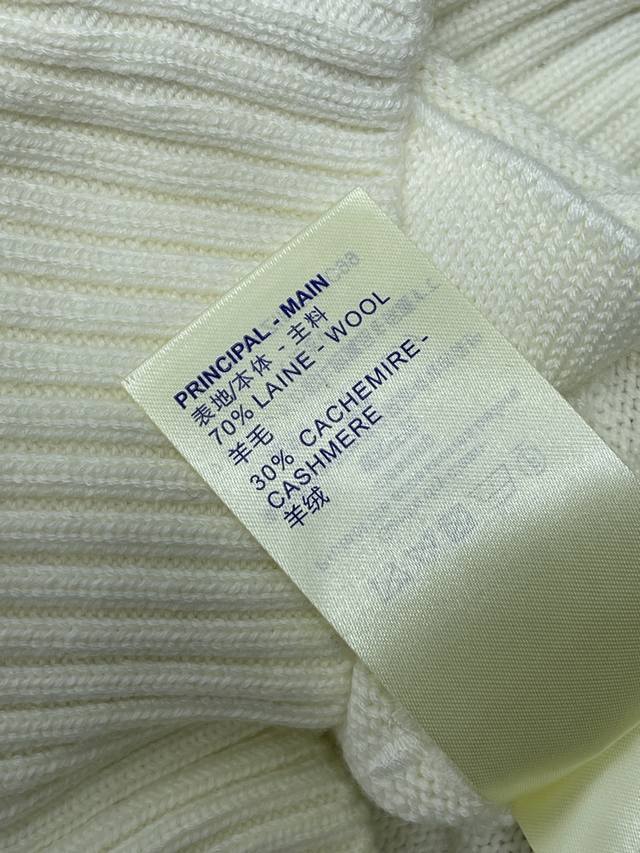 PRINCIPAL - MAIN
表地/本体 - 主料
70% LAINE - WOOL
羊毛
30% CACHEMIRE -
CASHMERE
羊绒